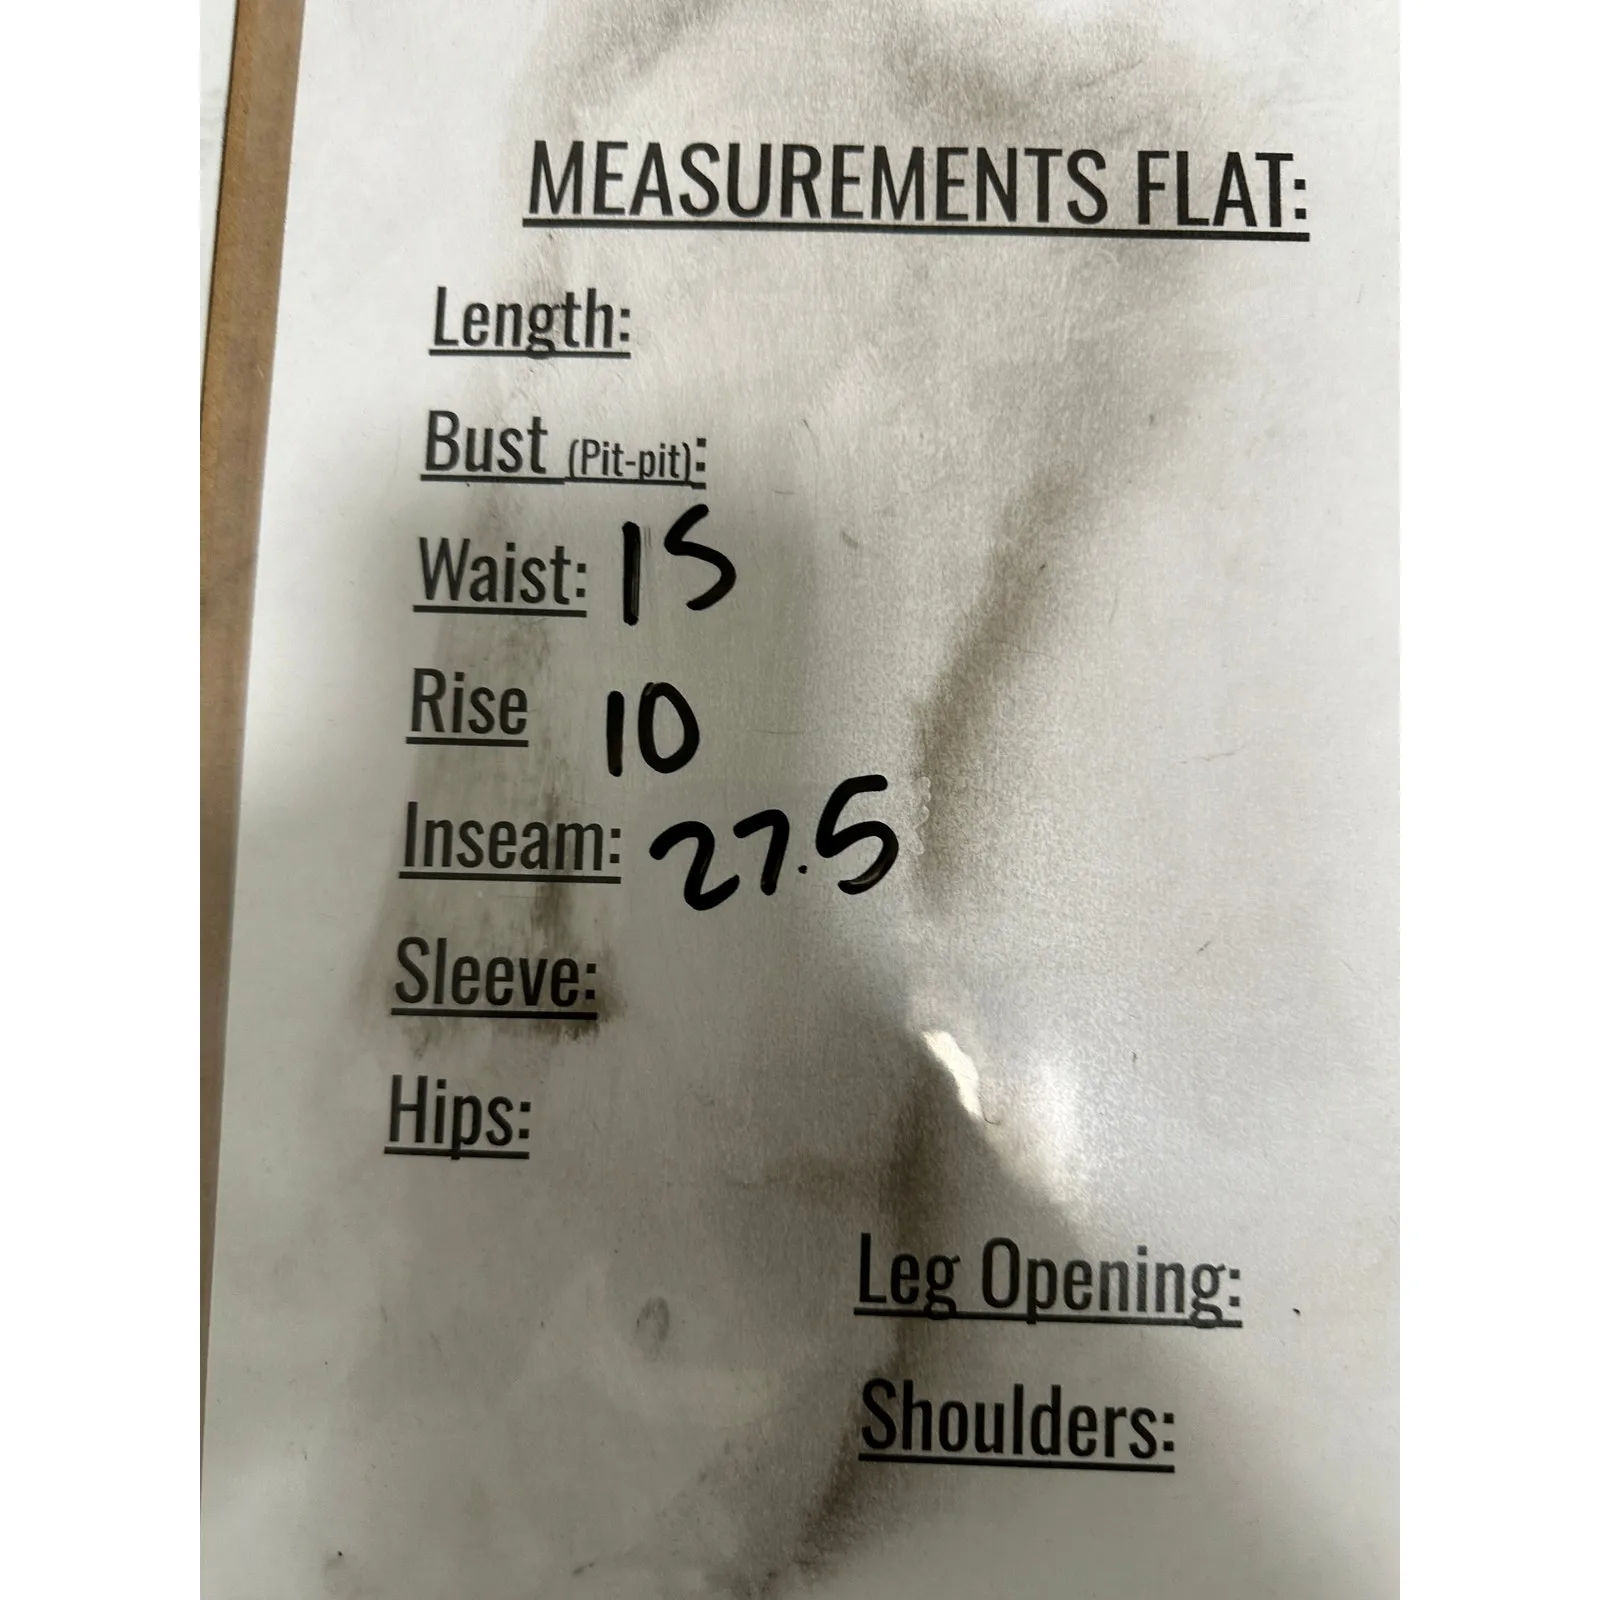 MEASUREMENTS FLAT:
Length:
Bust (Pit-pit):
Waist: 15
Rise 10
Inseam: 27.5
Sleeve:
Hips:
Leg Opening:
Shoulders: